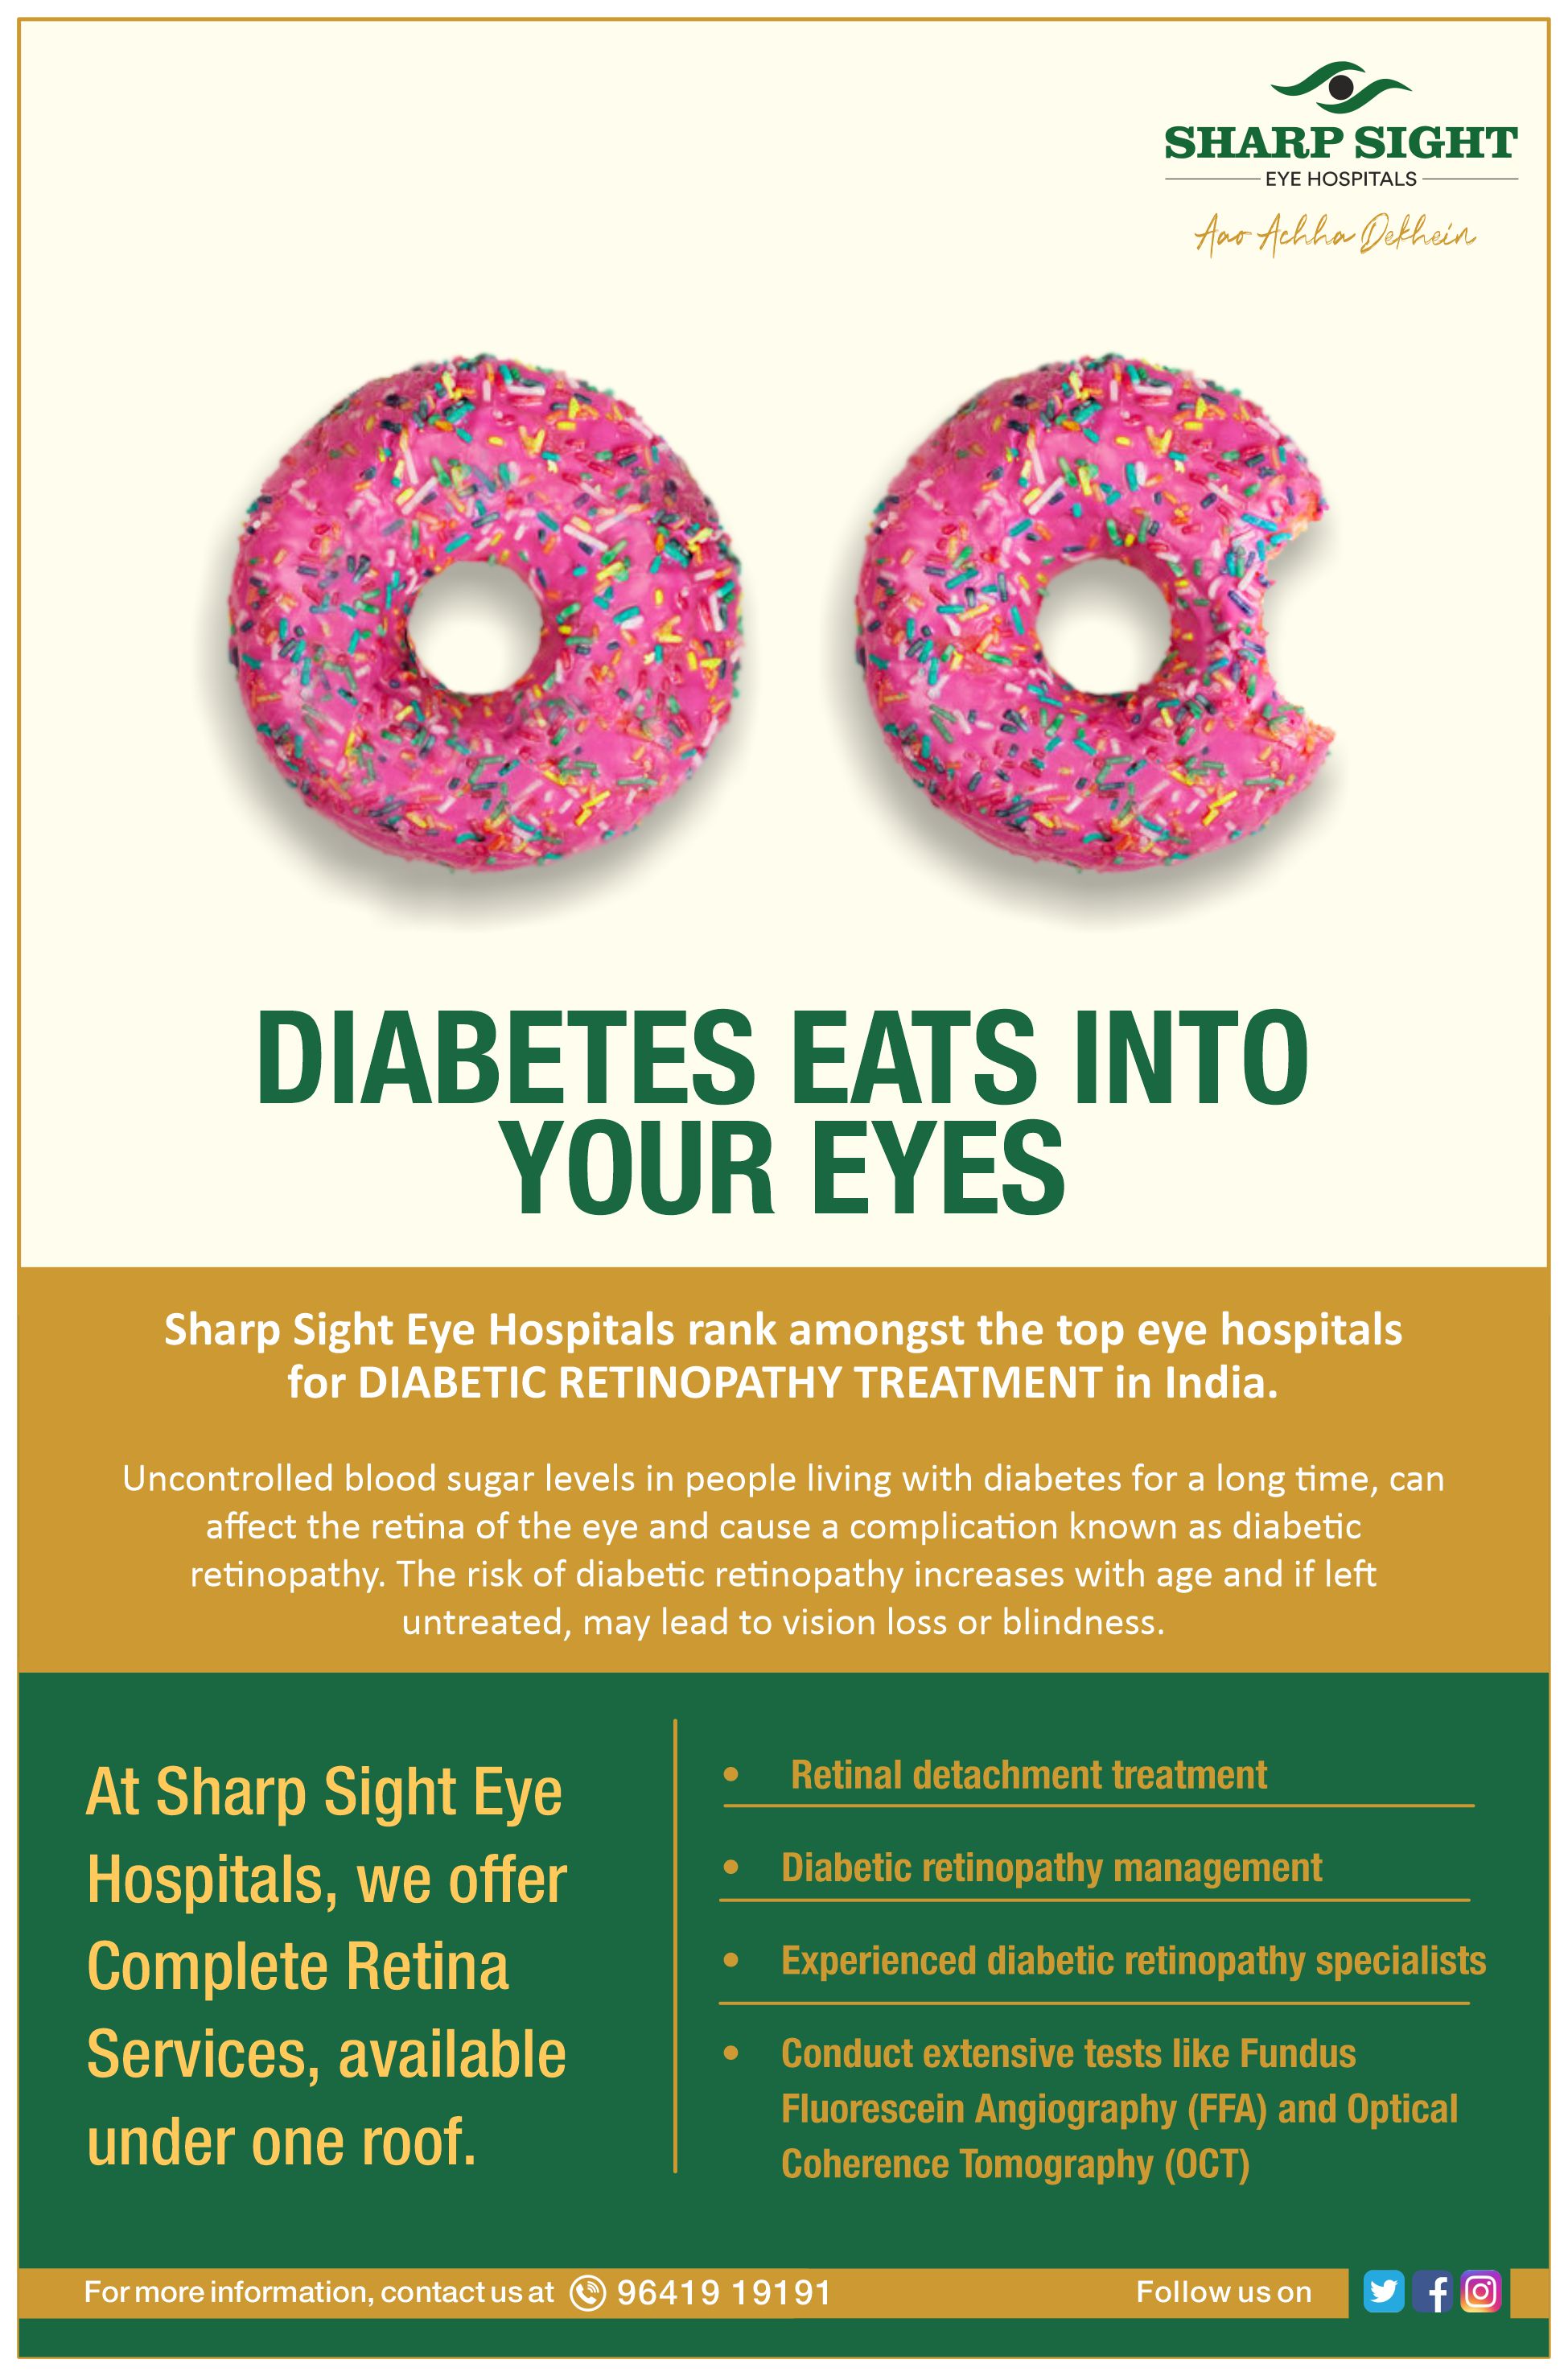 SHARP SIGHT
EYE HOSPITALS
Aao Achha Dekhein
DIABETES EATS INTO
YOUR EYES
Sharp Sight Eye Hospitals rank amongst the top eye hospitals
for DIABETIC RETINOPATHY TREATMENT in India.
Uncontrolled blood sugar levels in people living with diabetes for a long time, can
affect the retina of the eye and cause a complication known as diabetic
retinopathy. The risk of diabetic retinopathy increases with age and if left
untreated, may lead to vision loss or blindness.
At Sharp Sight Eye
Hospitals, we offer
Complete Retina
Services, available
under one roof.
• Retinal detachment treatment
• Diabetic retinopathy management
• Experienced diabetic retinopathy specialists
• Conduct extensive tests like Fundus
Fluorescein Angiography (FFA) and Optical
Coherence Tomography (OCT)
For more information, contact us at 96419 19191
Follow us on